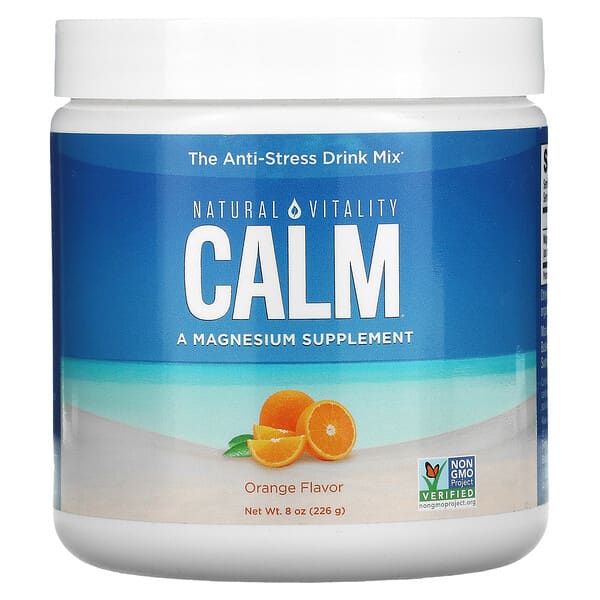 The Anti-Stress Drink Mix*
NATURAL VITALITY
CALM
A MAGNESIUM SUPPLEMENT
Orange Flavor
Net Wt. 8 oz (226 g)
NON
GMO
Project
VERIFIED
nongmoproject.org